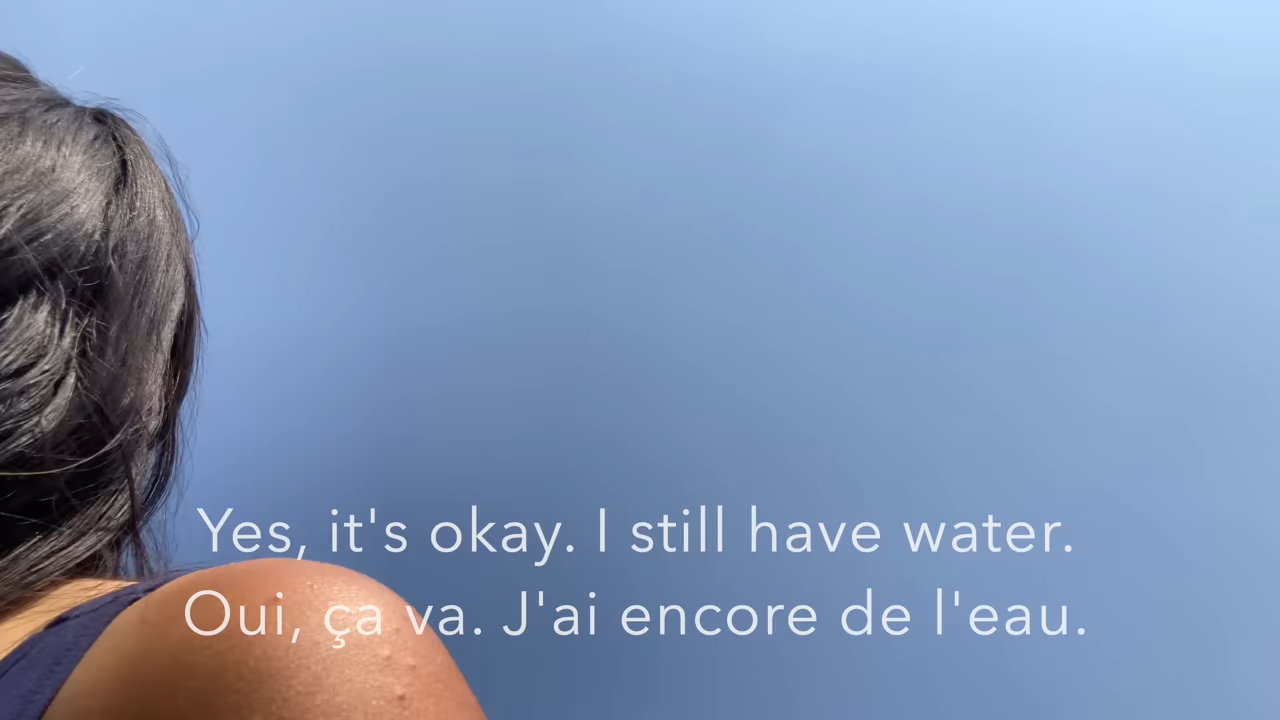 Yes, it's okay. I still have water.
Oui, ça va. J'ai encore de l'eau.